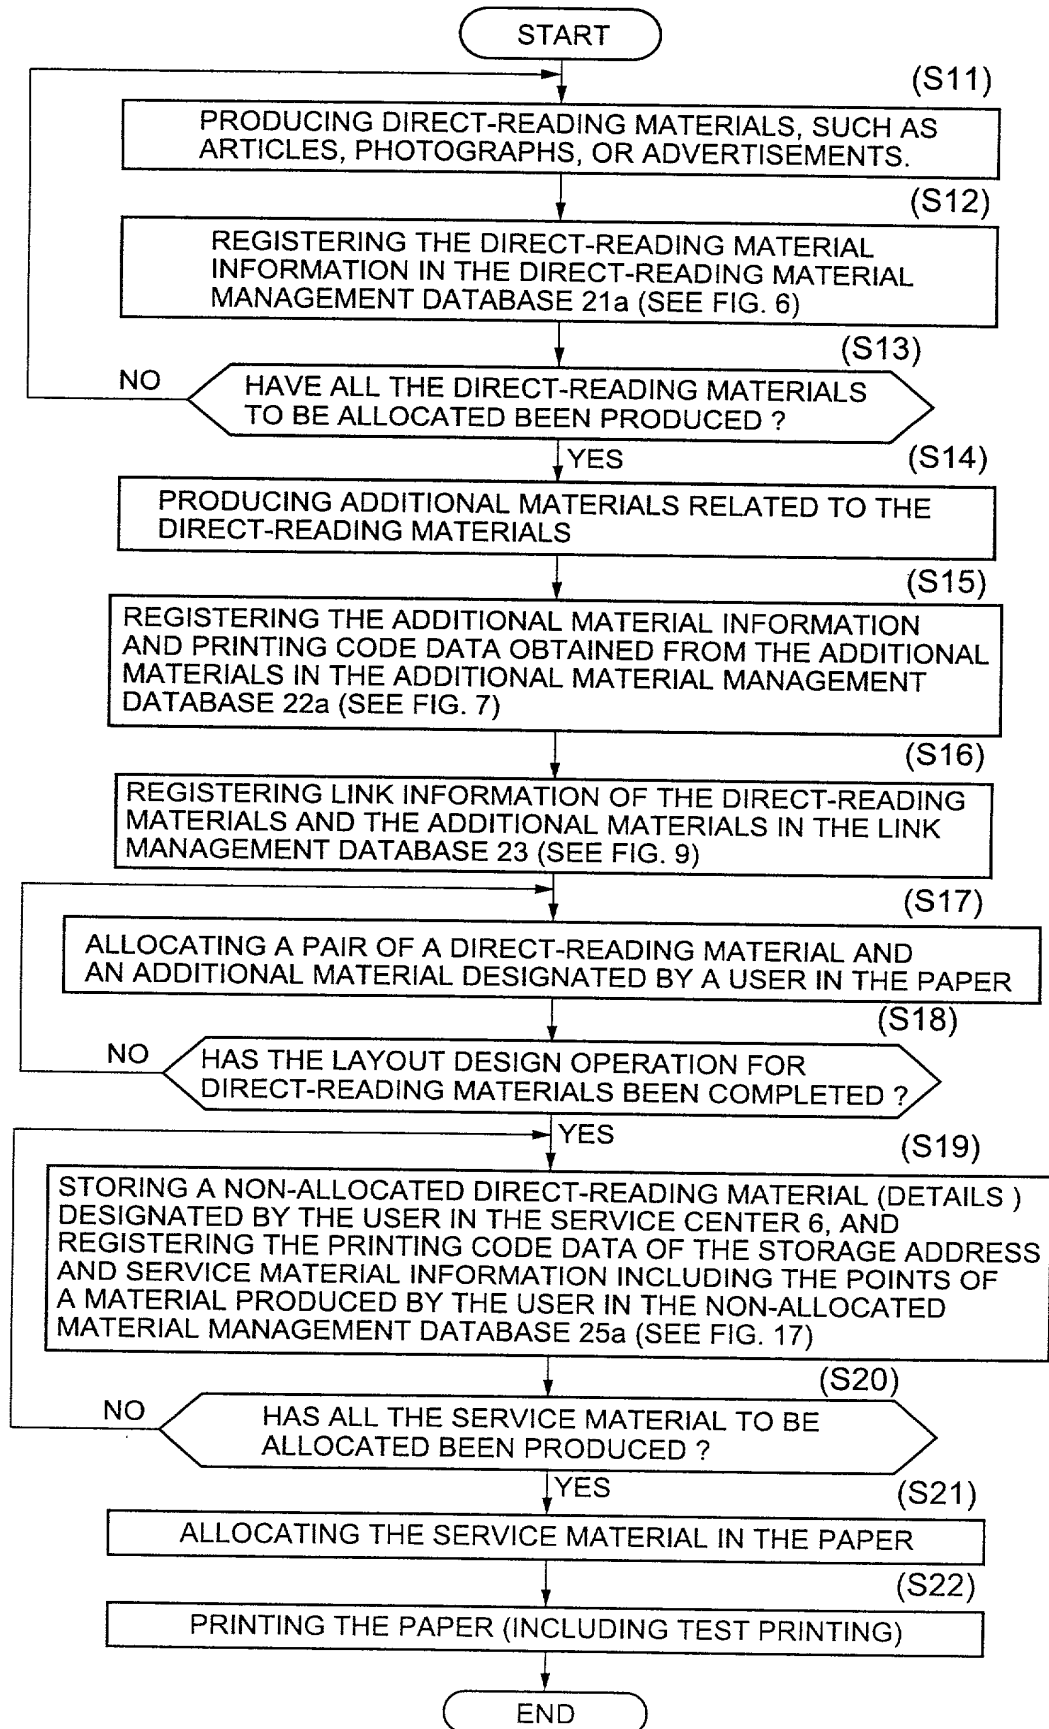 START
(S11)
PRODUCING DIRECT-READING MATERIALS, SUCH AS
ARTICLES, PHOTOGRAPHS, OR ADVERTISEMENTS.
(S12)
REGISTERING THE DIRECT-READING MATERIAL
INFORMATION IN THE DIRECT-READING MATERIAL
MANAGEMENT DATABASE 21a (SEE FIG. 6)
(S13)
NO
HAVE ALL THE DIRECT-READING MATERIALS
TO BE ALLOCATED BEEN PRODUCED ?
YES
(S14)
PRODUCING ADDITIONAL MATERIALS RELATED TO THE
DIRECT-READING MATERIALS
(S15)
REGISTERING THE ADDITIONAL MATERIAL INFORMATION
AND PRINTING CODE DATA OBTAINED FROM THE ADDITIONAL
MATERIALS IN THE ADDITIONAL MATERIAL MANAGEMENT
DATABASE 22a (SEE FIG. 7)
(S16)
REGISTERING LINK INFORMATION OF THE DIRECT-READING
MATERIALS AND THE ADDITIONAL MATERIALS IN THE LINK
MANAGEMENT DATABASE 23 (SEE FIG. 9)
(S17)
ALLOCATING A PAIR OF A DIRECT-READING MATERIAL AND
AN ADDITIONAL MATERIAL DESIGNATED BY A USER IN THE PAPER
(S18)
NO
HAS THE LAYOUT DESIGN OPERATION FOR
DIRECT-READING MATERIALS BEEN COMPLETED ?
YES
(S19)
STORING A NON-ALLOCATED DIRECT-READING MATERIAL (DETAILS )
DESIGNATED BY THE USER IN THE SERVICE CENTER 6, AND
REGISTERING THE PRINTING CODE DATA OF THE STORAGE ADDRESS
AND SERVICE MATERIAL INFORMATION INCLUDING THE POINTS OF
A MATERIAL PRODUCED BY THE USER IN THE NON-ALLOCATED
MATERIAL MANAGEMENT DATABASE 25a (SEE FIG. 17)
(S20)
NO
HAS ALL THE SERVICE MATERIAL TO BE
ALLOCATED BEEN PRODUCED ?
YES
(S21)
ALLOCATING THE SERVICE MATERIAL IN THE PAPER
(S22)
PRINTING THE PAPER (INCLUDING TEST PRINTING)
END